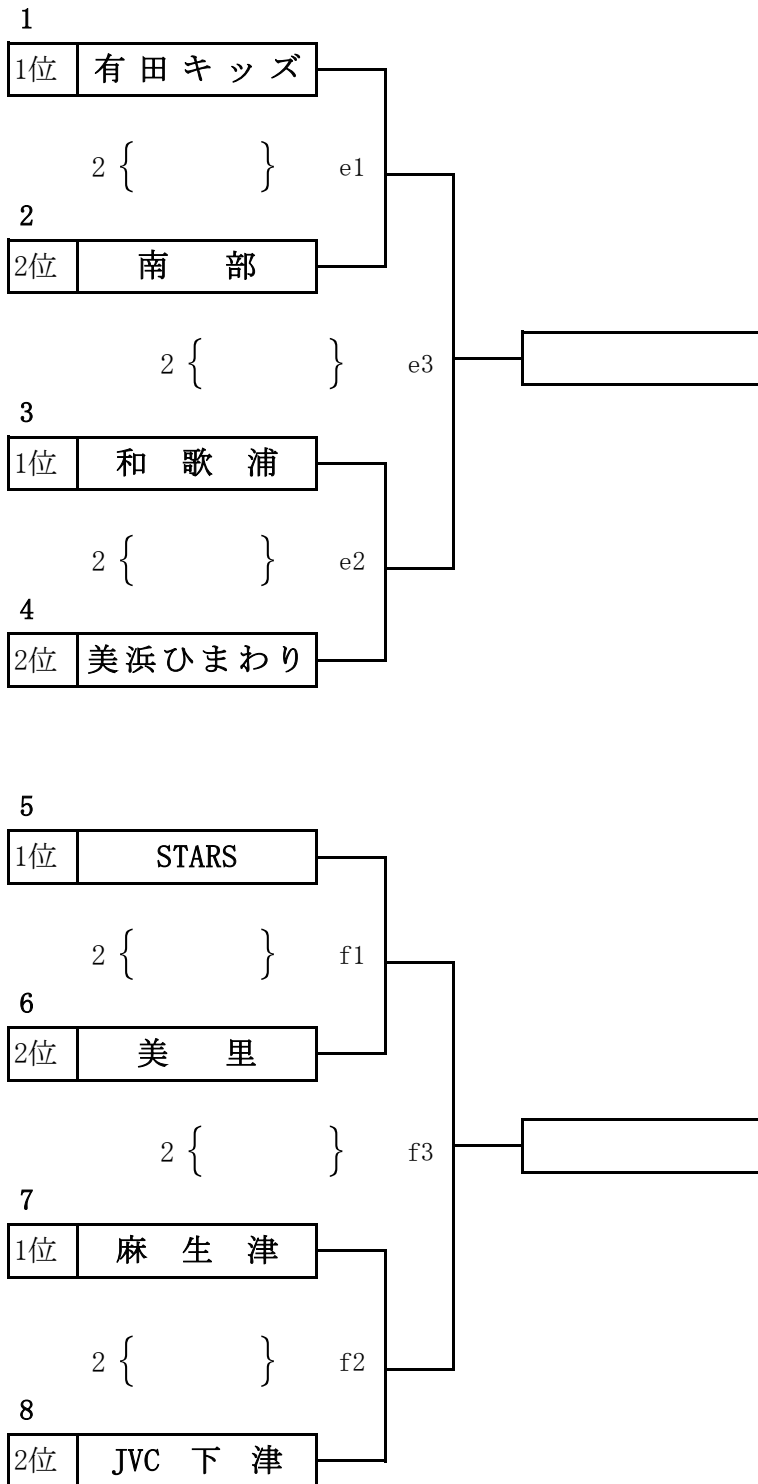 1
1位 有田キッズ
2 { } e1
2
2位 南 部
2 { } e3
3
1位 和歌浦
2 { } e2
4
2位 美浜ひまわり
5
1位 STARS
2 { } f1
6
2位 美 里
2 { } f3
7
1位 麻生津
2 { } f2
8
2位 JVC 下 津